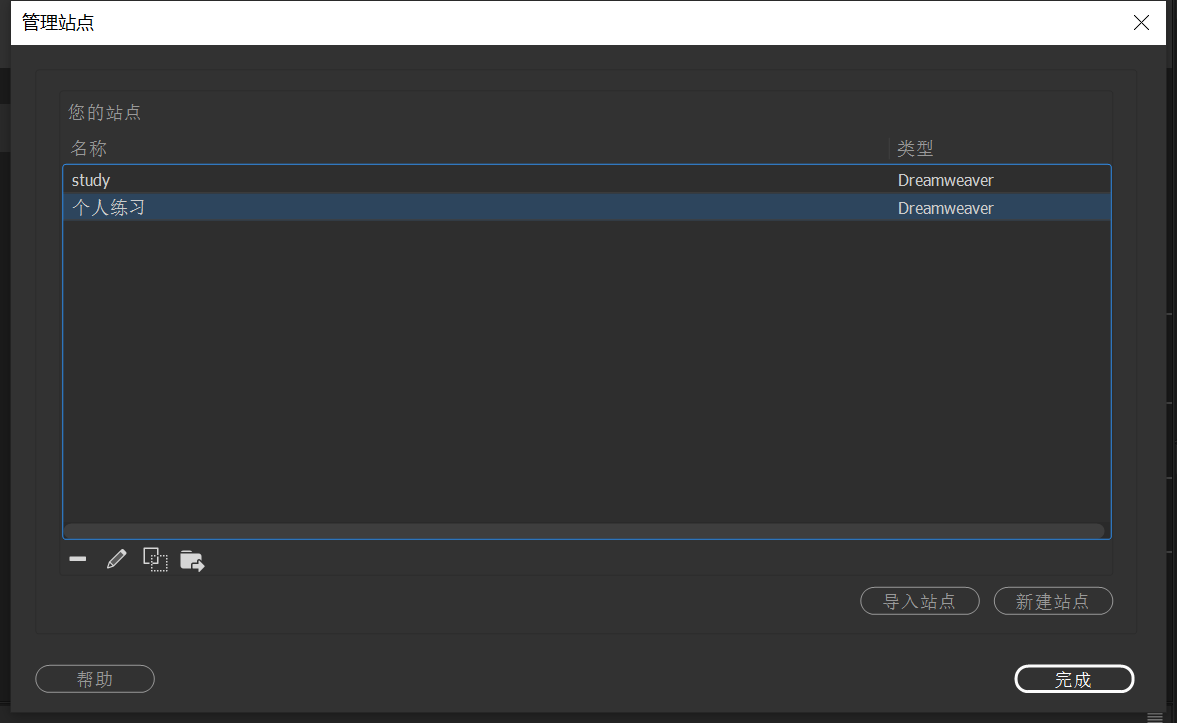 管理站点
您的站点
名称 类型
study Dreamweaver
个人练习 Dreamweaver
导入站点 新建站点
帮助 完成